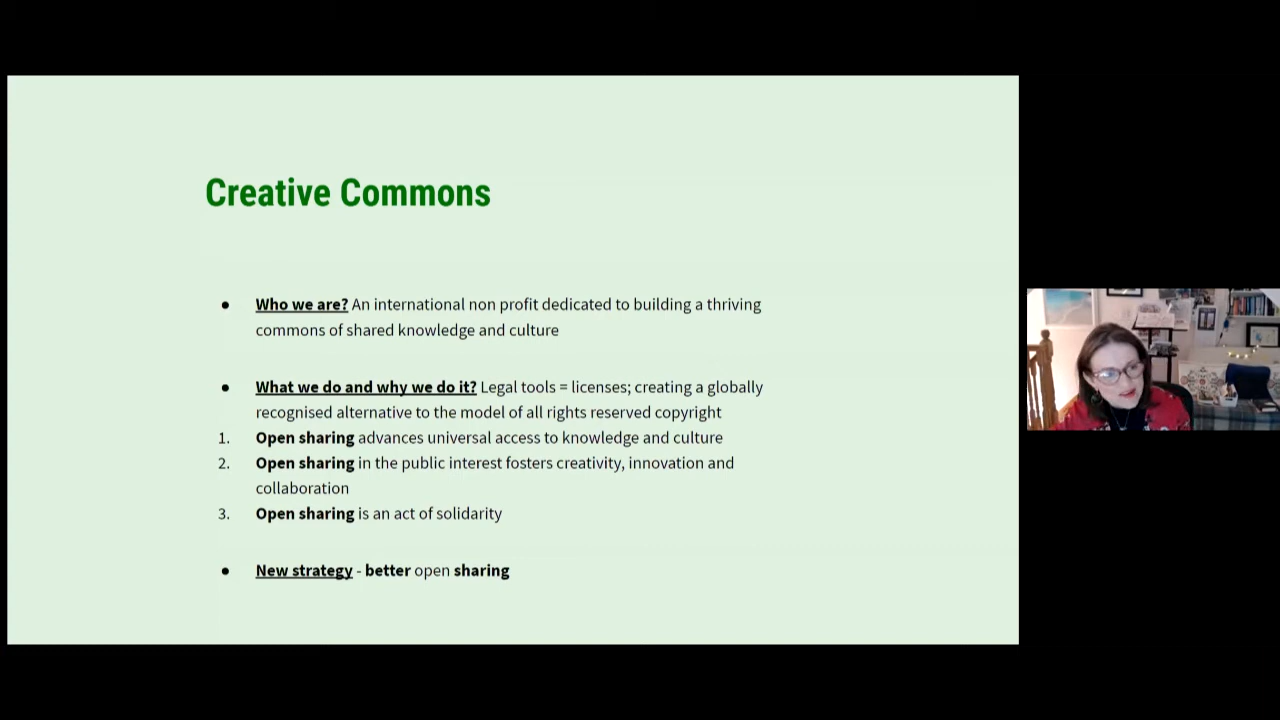 Creative Commons
● Who we are? An international non profit dedicated to building a thriving
commons of shared knowledge and culture
● What we do and why we do it? Legal tools = licenses; creating a globally
recognised alternative to the model of all rights reserved copyright
1. Open sharing advances universal access to knowledge and culture
2. Open sharing in the public interest fosters creativity, innovation and
collaboration
3. Open sharing is an act of solidarity
● New strategy - better open sharing